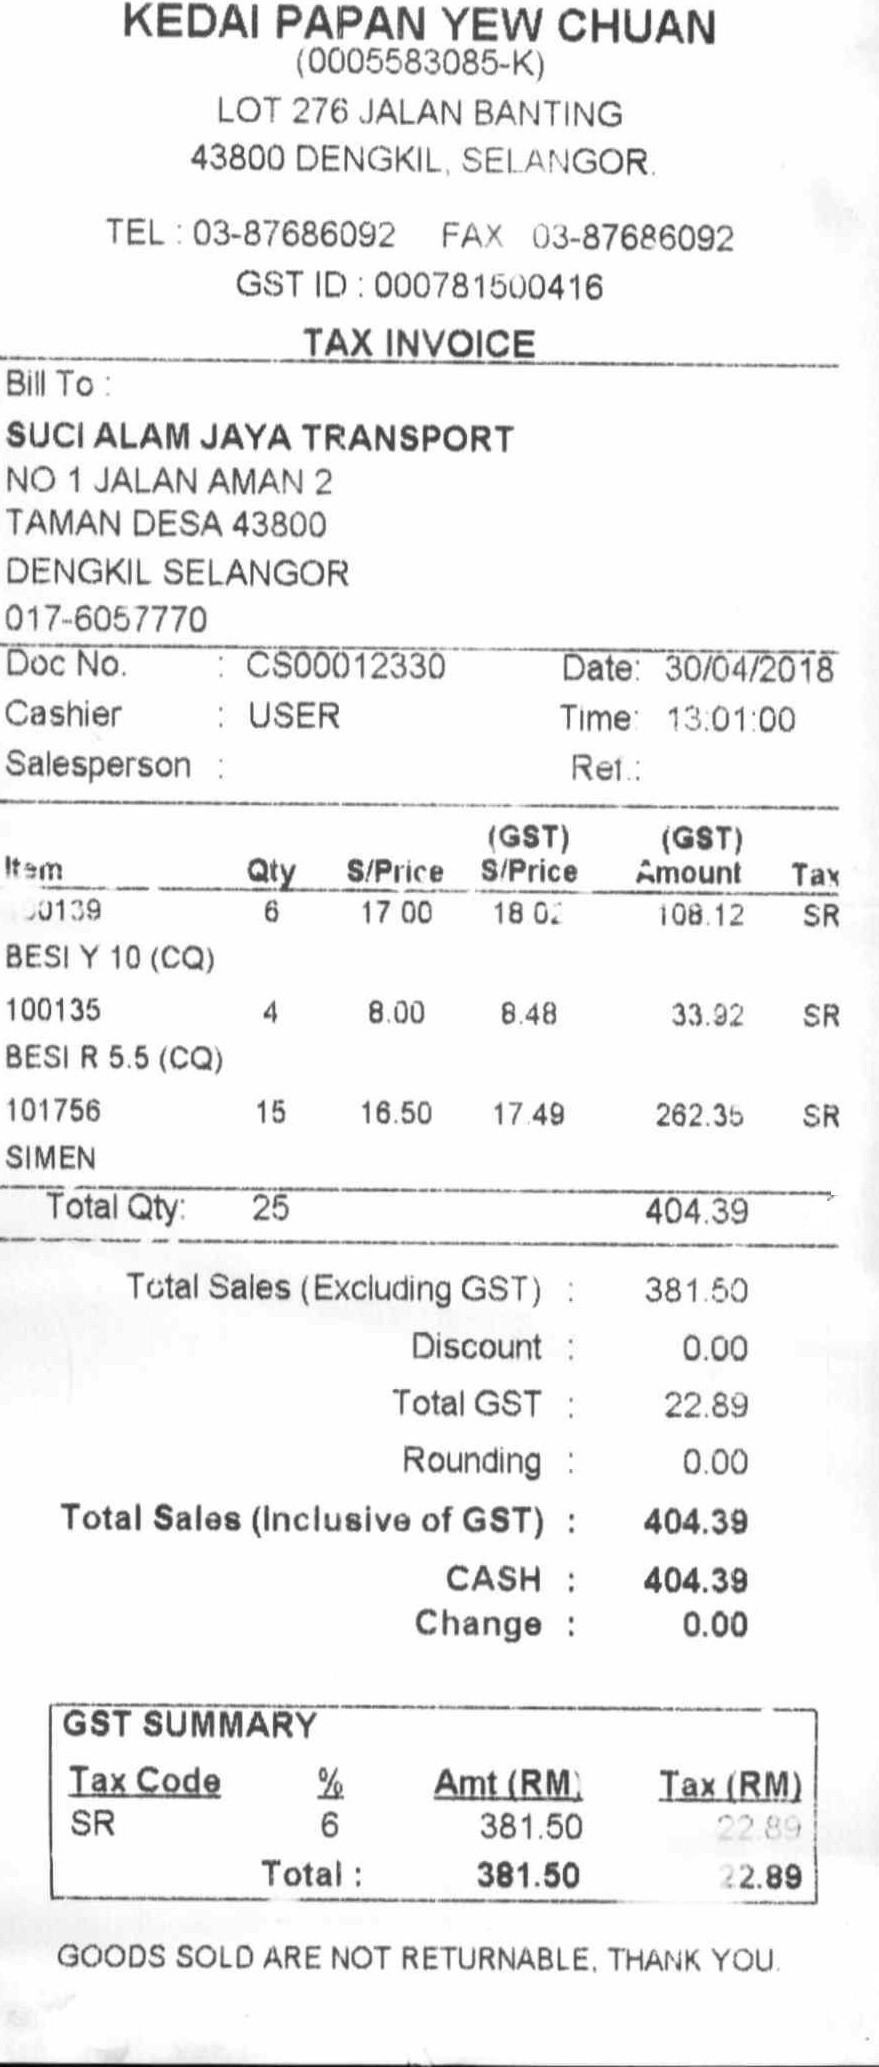 KEDAI PAPAN YEW CHUAN
(0005583085-K)
LOT 276 JALAN BANTING
43800 DENGKIL, SELANGOR.
TEL : 03-87686092 FAX 03-87686092
GST ID : 000781500416
TAX INVOICE
Bill To :
SUCI ALAM JAYA TRANSPORT
NO 1 JALAN AMAN 2
TAMAN DESA 43800
DENGKIL SELANGOR
017-6057770
Doc No. : CS00012330 Date: 30/04/2018
Cashier : USER Time: 13:01:00
Salesperson : Ref.:
(GST) (GST)
Item Qty S/Price S/Price Amount Tax
6 17.00 18.02 108.12 SR
BESI Y 10 (CQ)
100135 4 8.00 8.48 33.92 SR
BESI R 5.5 (CQ)
101756 15 16.50 17.49 262.35 SR
SIMEN
Total Qty: 25 404.39
Total Sales (Excluding GST) : 381.50
Discount : 0.00
Total GST : 22.89
Rounding : 0.00
Total Sales (Inclusive of GST) : 404.39
CASH : 404.39
Change : 0.00
GST SUMMARY
Tax Code % Amt (RM) Tax (RM)
SR 6 381.50 22.89
Total : 381.50 22.89
GOODS SOLD ARE NOT RETURNABLE, THANK YOU.